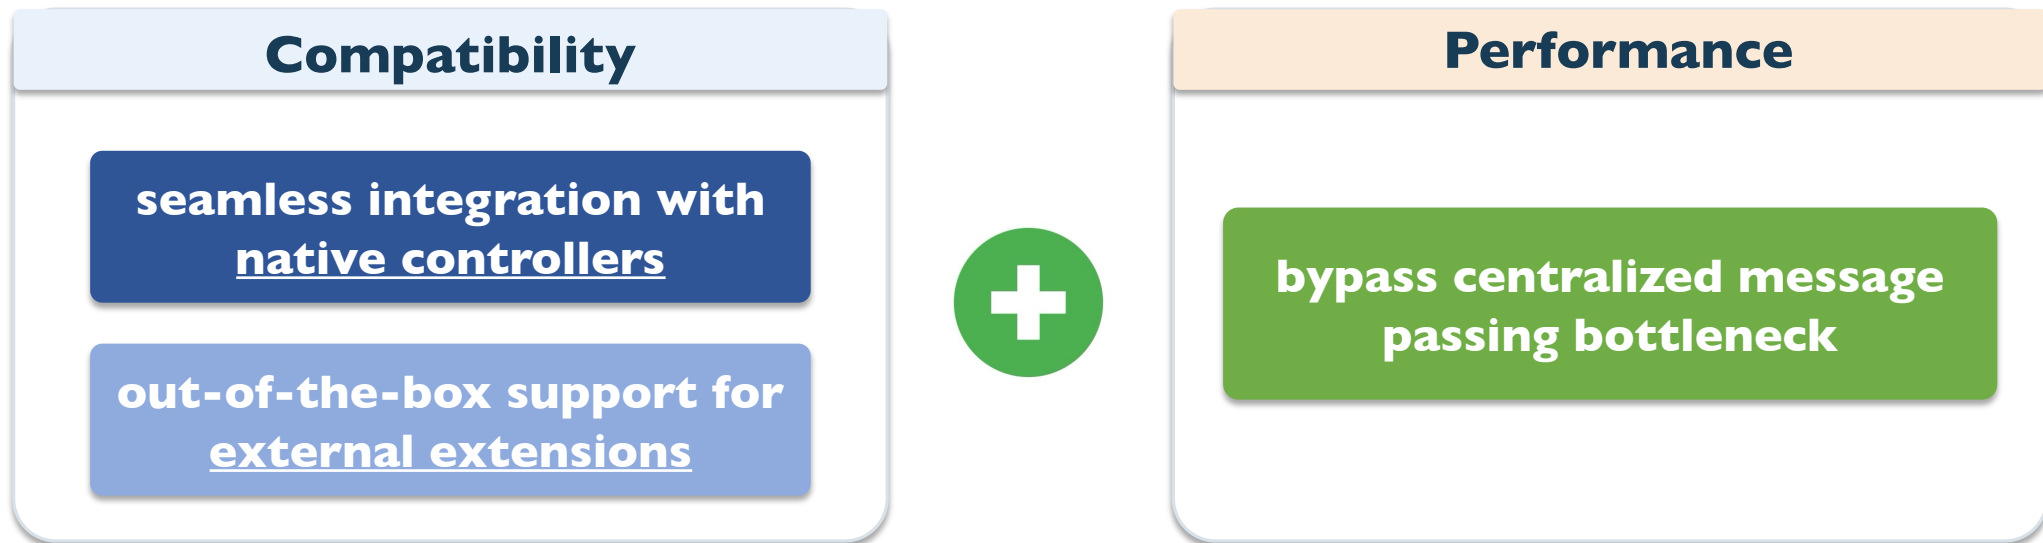 Compatibility
seamless integration with
native controllers
out-of-the-box support for
external extensions
Performance
bypass centralized message
passing bottleneck